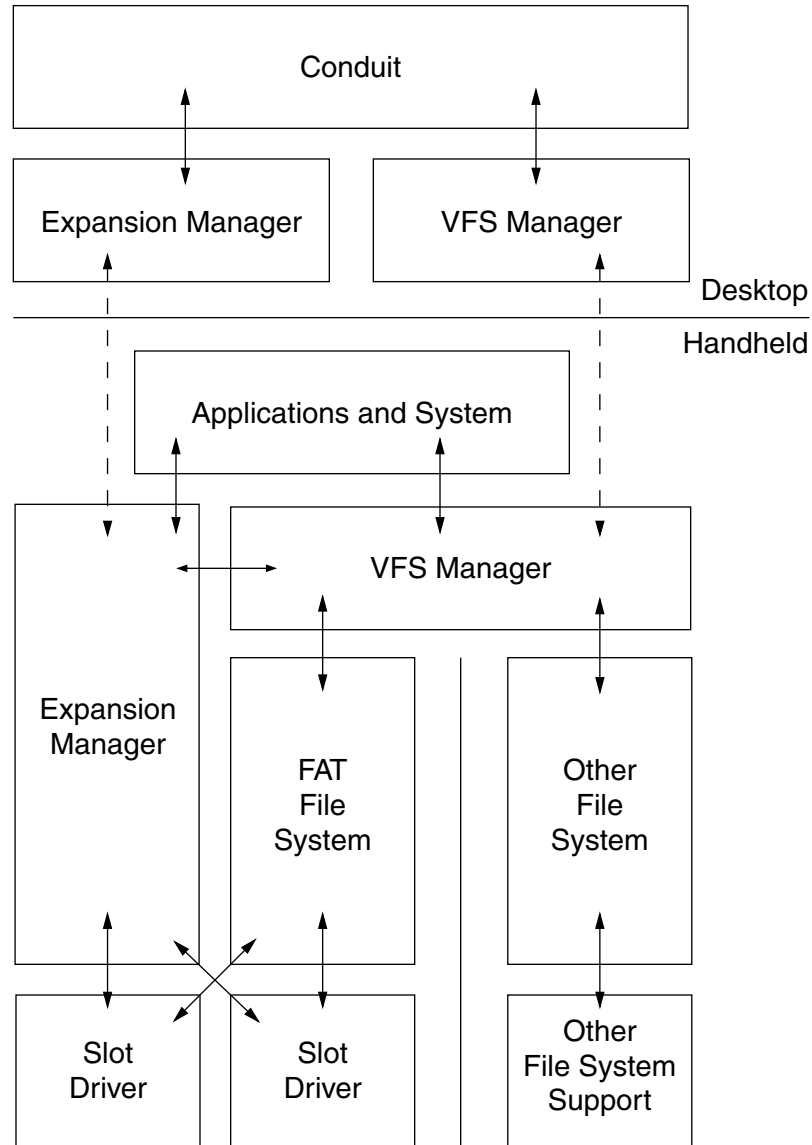 Conduit
Expansion Manager
VFS Manager
Desktop
Handheld
Applications and System
VFS Manager
Expansion
Manager
FAT
File
System
Other
File
System
Slot
Driver
Slot
Driver
Other
File System
Support